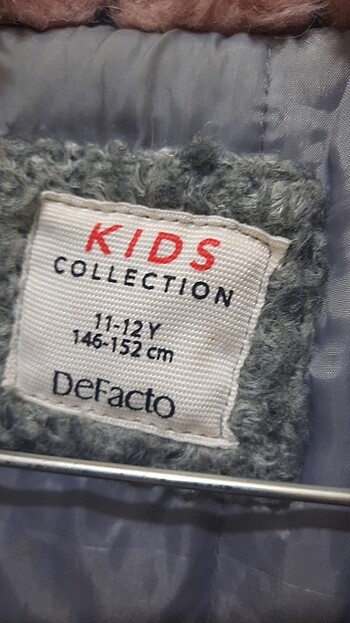 KIDS
COLLECTION
11-12 Y
146-152 cm
DeFacto